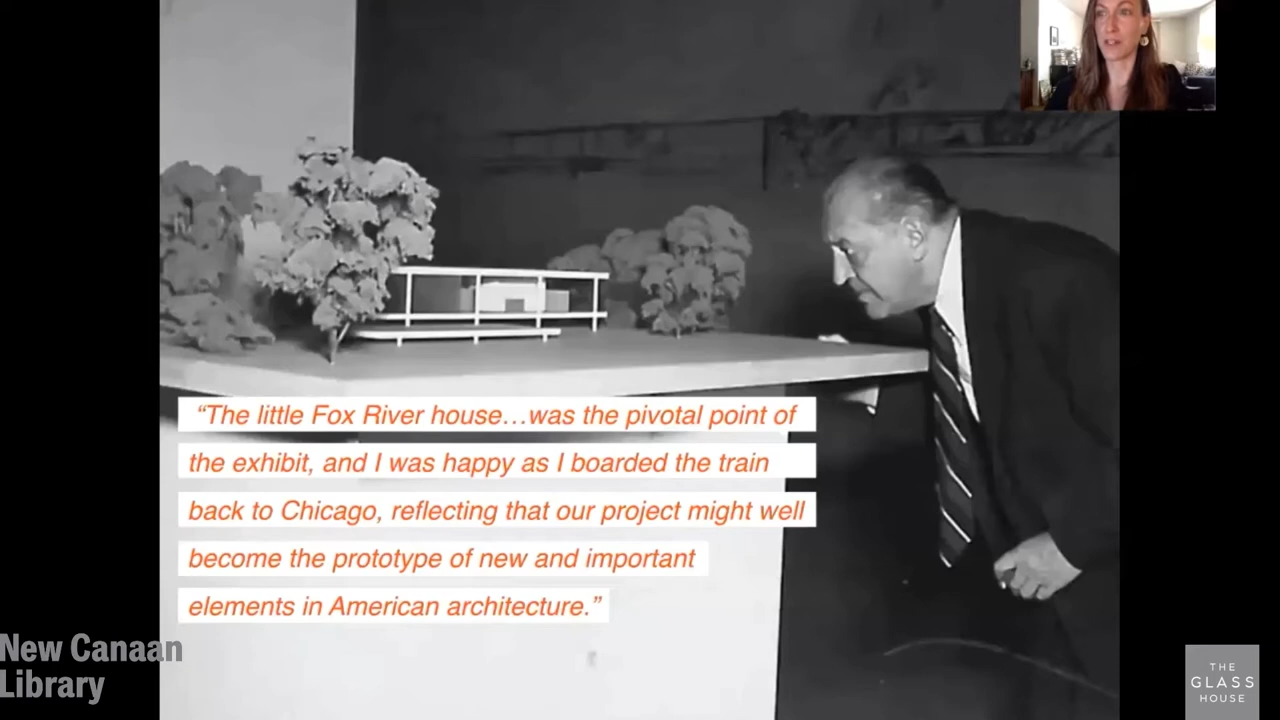 “The little Fox River house…was the pivotal point of
the exhibit, and I was happy as I boarded the train
back to Chicago, reflecting that our project might well
become the prototype of new and important
elements in American architecture.”
New Canaan
Library
THE
GLASS
HOUSE